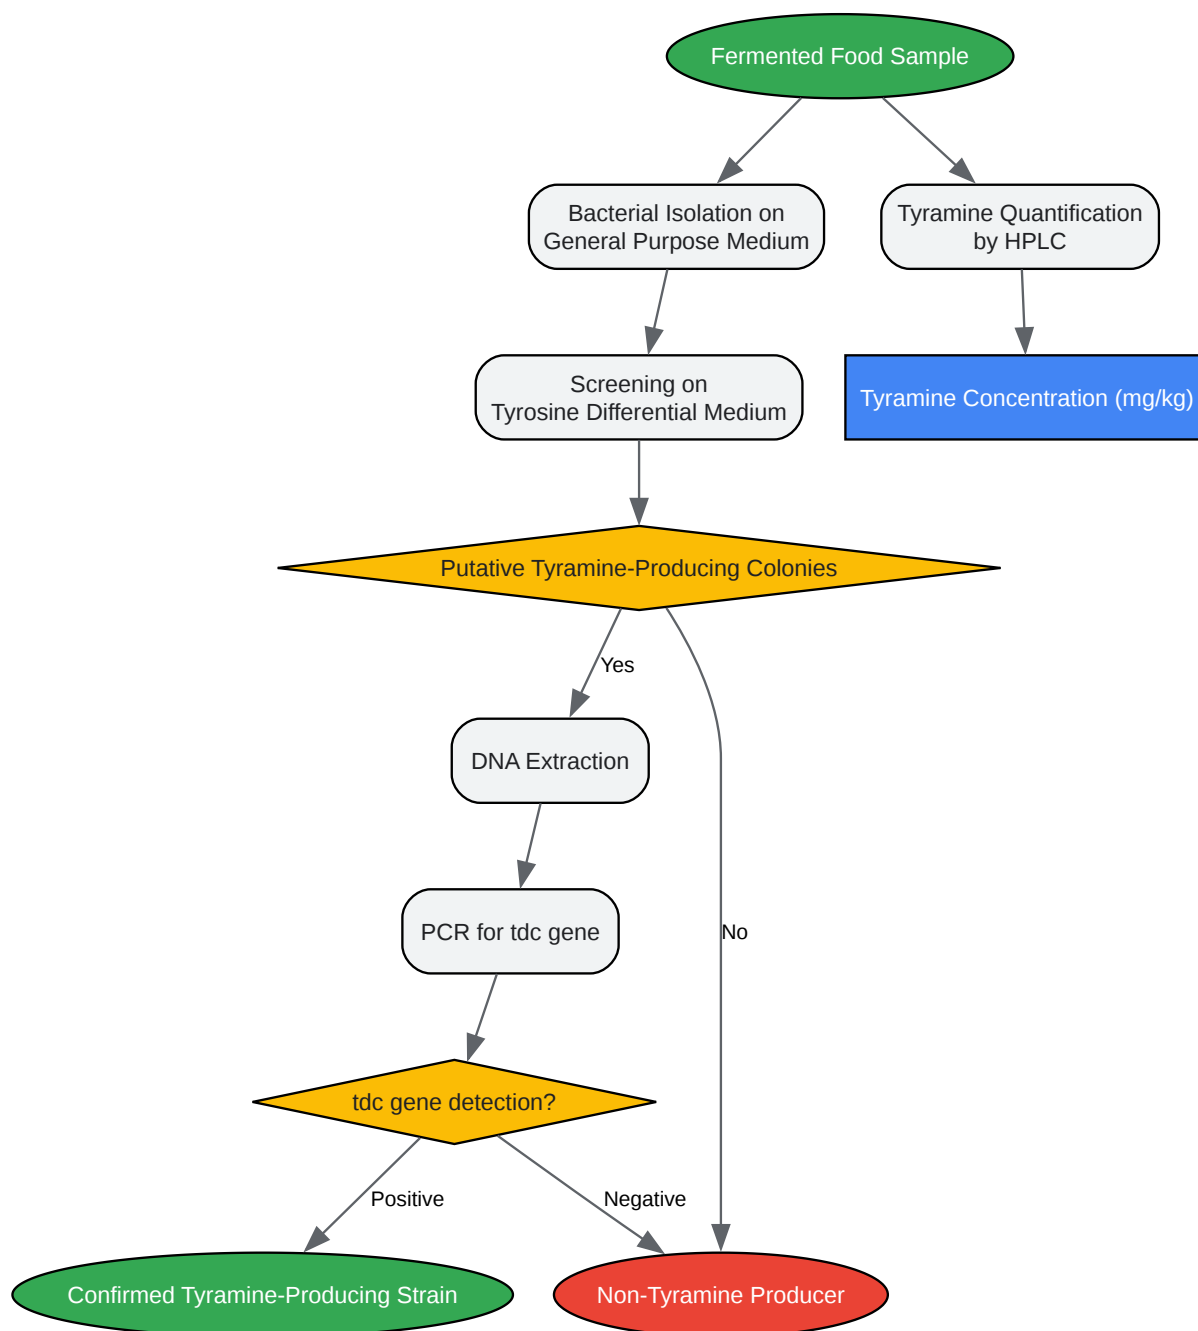 Fermented Food Sample
Bacterial Isolation on
General Purpose Medium
Tyramine Quantification
by HPLC
Screening on
Tyrosine Differential Medium
Tyramine Concentration (mg/kg)
Putative Tyramine-Producing Colonies
Yes
DNA Extraction
PCR for tdc gene
No
tdc gene detection?
Positive
Negative
Confirmed Tyramine-Producing Strain
Non-Tyramine Producer